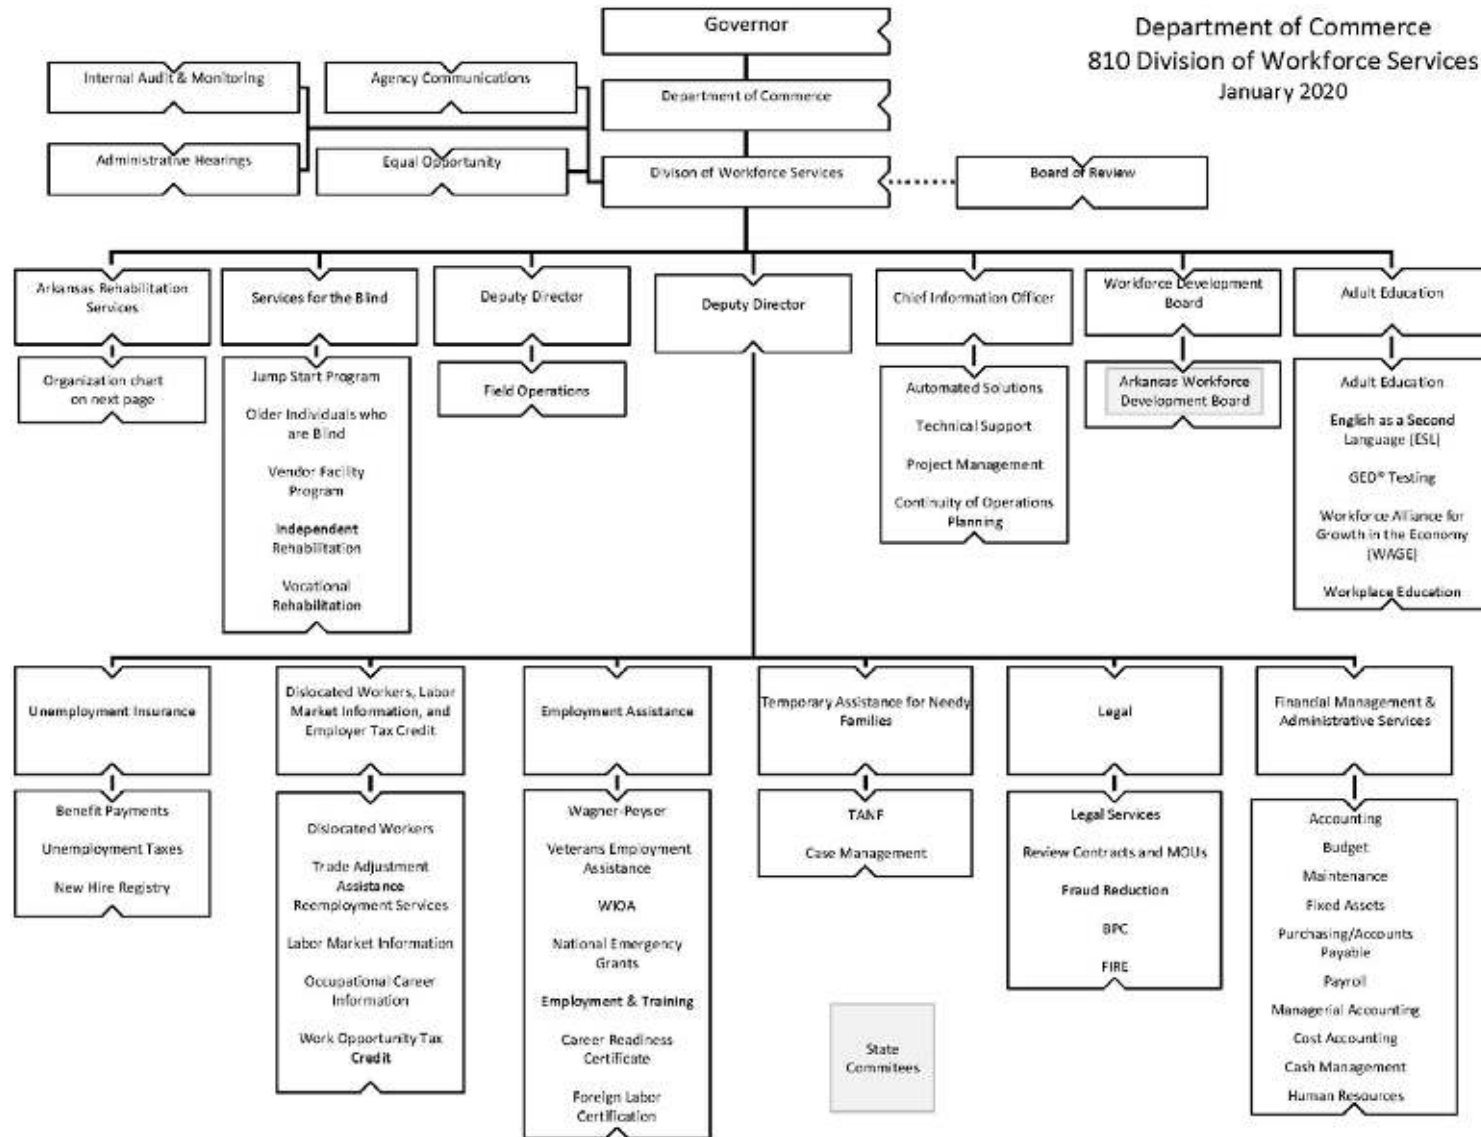 Department of Commerce
810 Division of Workforce Services
January 2020
Governor
Internal Audit & Monitoring
Agency Communications
Department of Commerce
Administrative Hearings
Equal Opportunity
Divison of Workforce Services
Board of Review
Arkansas Rehabilitation
Services
Services for the Blind
Deputy Director
Deputy Director
Chief Information Officer
Workforce Development
Board
Adult Education
Organization chart
on next page
Jump Start Program
Older Individuals who
are Blind
Vendor Facility
Program
Independent
Rehabilitation
Vocational
Rehabilitation
Field Operations
Automated Solutions
Technical Support
Project Management
Continuity of Operations
Planning
Arkansas Workforce
Development Board
Adult Education
English as a Second
Language (ESL)
GED® Testing
Workforce Alliance for
Growth in the Economy
(WAGE)
Workplace Education
Unemployment Insurance
Dislocated Workers, Labor
Market Information, and
Employer Tax Credit
Employment Assistance
Temporary Assistance for Needy
Families
Legal
Financial Management &
Administrative Services
Benefit Payments
Unemployment Taxes
New Hire Registry
Dislocated Workers
Trade Adjustment
Assistance
Reemployment Services
Labor Market Information
Occupational Career
Information
Work Opportunity Tax
Credit
Wagner-Peyser
Veterans Employment
Assistance
WIOA
National Emergency
Grants
Employment & Training
Career Readiness
Certificate
Foreign Labor
Certification
TANF
Case Management
Legal Services
Review Contracts and MOUs
Fraud Reduction
BPC
FIRE
Accounting
Budget
Maintenance
Fixed Assets
Purchasing/Accounts
Payable
Payroll
Managerial Accounting
Cost Accounting
Cash Management
Human Resources
State
Commitees